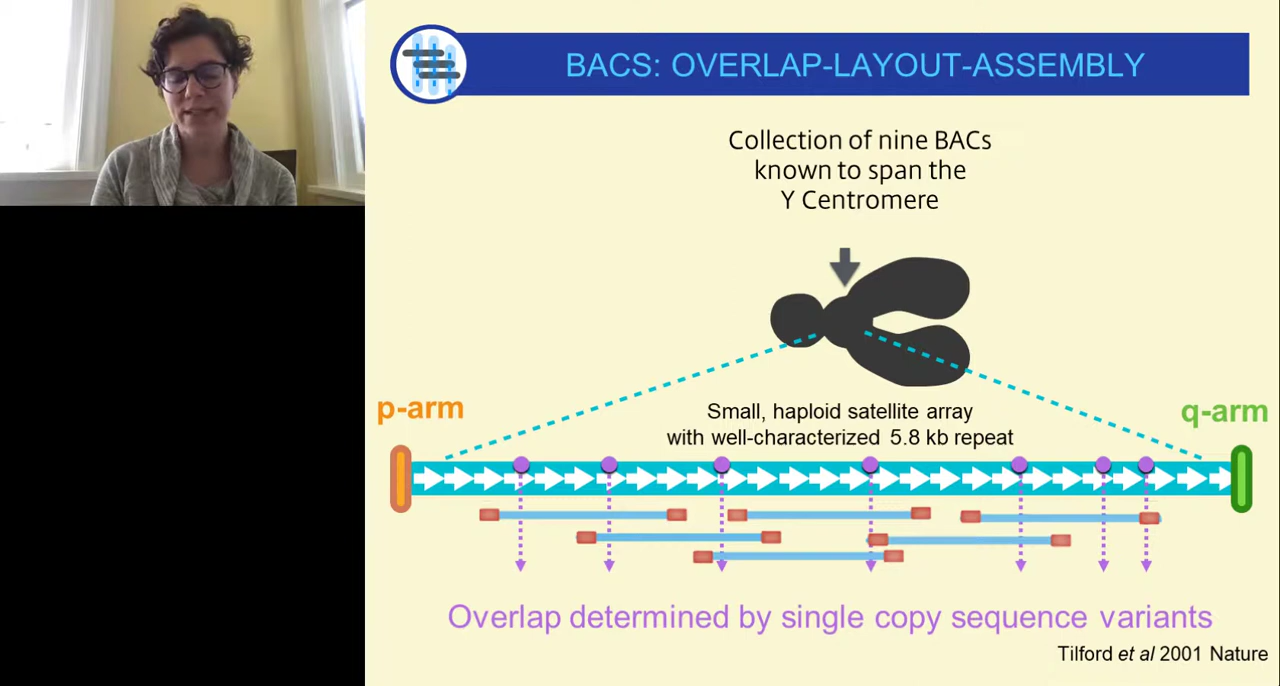 BACS: OVERLAP-LAYOUT-ASSEMBLY
Collection of nine BACs
known to span the
Y Centromere
p-arm
q-arm
Small, haploid satellite array
with well-characterized 5.8 kb repeat
Overlap determined by single copy sequence variants
Tilford et al 2001 Nature